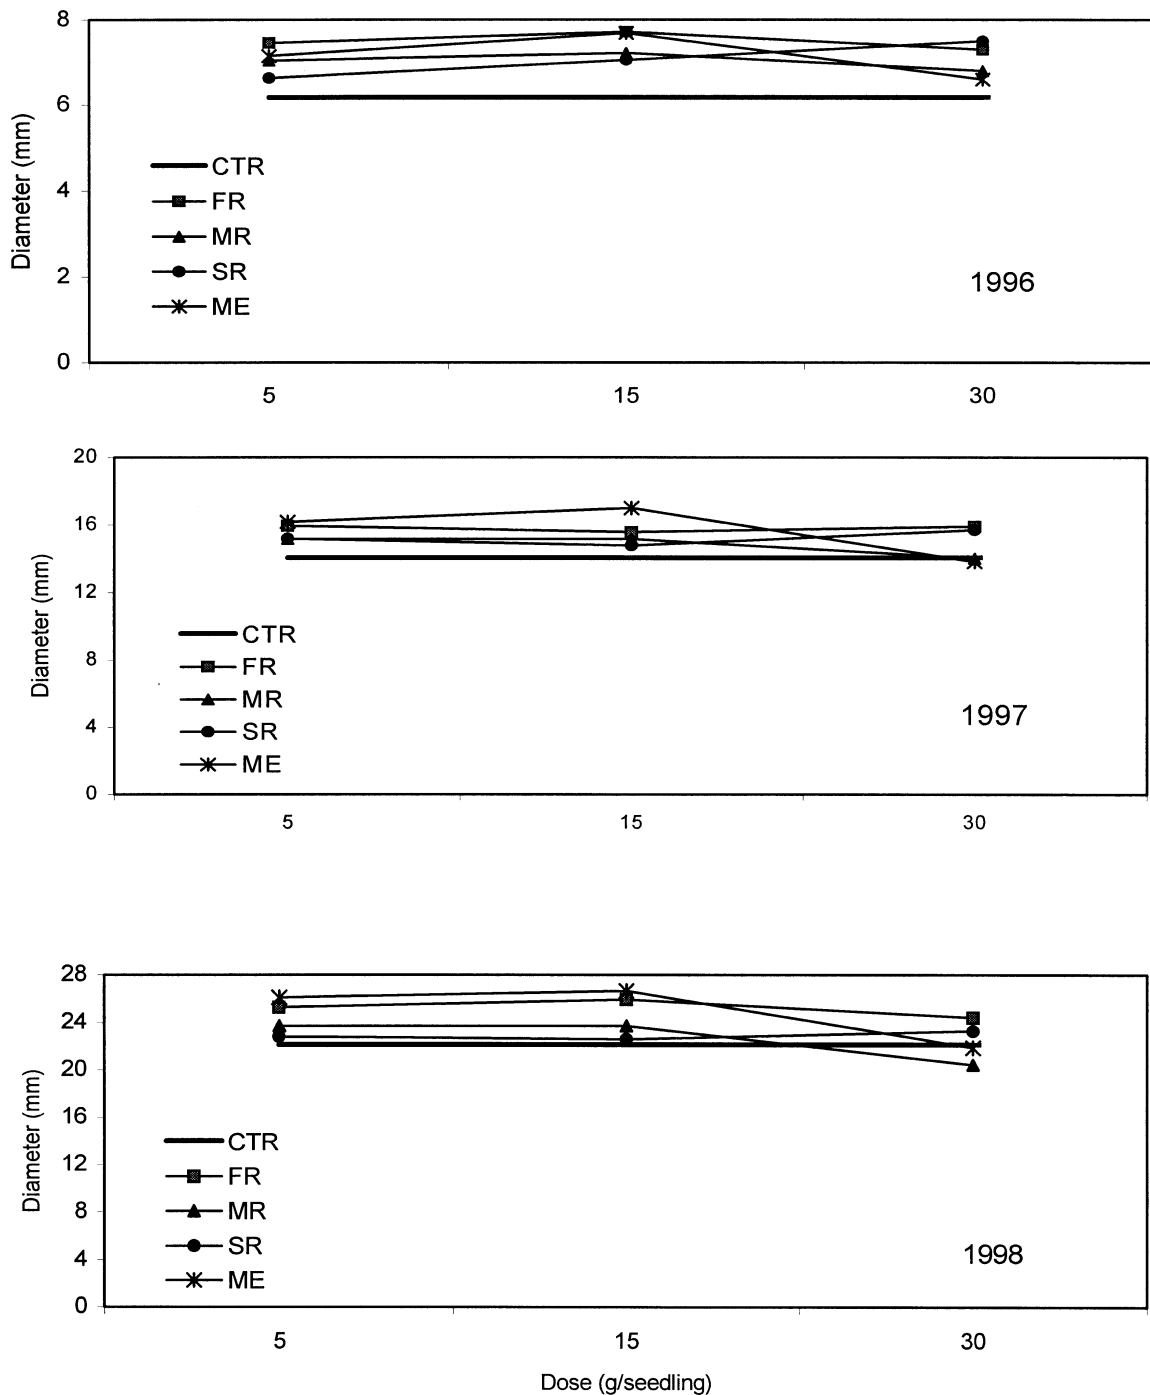 8
6
4
2
0
Diameter (mm)
CTR
FR
MR
SR
ME
1996
5 15 30
20
16
12
8
4
0
Diameter (mm)
CTR
FR
MR
SR
ME
1997
5 15 30
28
24
20
16
12
8
4
0
Diameter (mm)
CTR
FR
MR
SR
ME
1998
5 15 30
Dose (g/seedling)